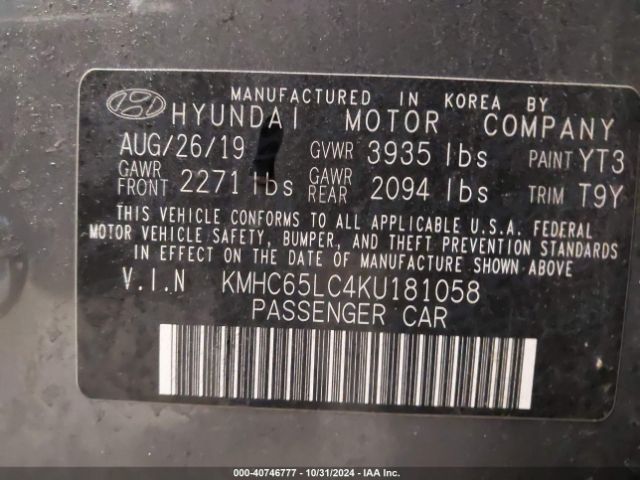 MANUFACTURED IN KOREA BY
HYUNDAI MOTOR COMPANY
AUG/26/19 GVWR 3935 lbs PAINT YT3
GAWR FRONT 2271 lbs GAWR REAR 2094 lbs TRIM T9Y
THIS VEHICLE CONFORMS TO ALL APPLICABLE U.S.A. FEDERAL
MOTOR VEHICLE SAFETY, BUMPER, AND THEFT PREVENTION STANDARDS
IN EFFECT ON THE DATE OF MANUFACTURE SHOWN ABOVE
V.I.N KMHC65LC4KU181058
PASSENGER CAR
000-40746777 - 10/31/2024 - IAA Inc.